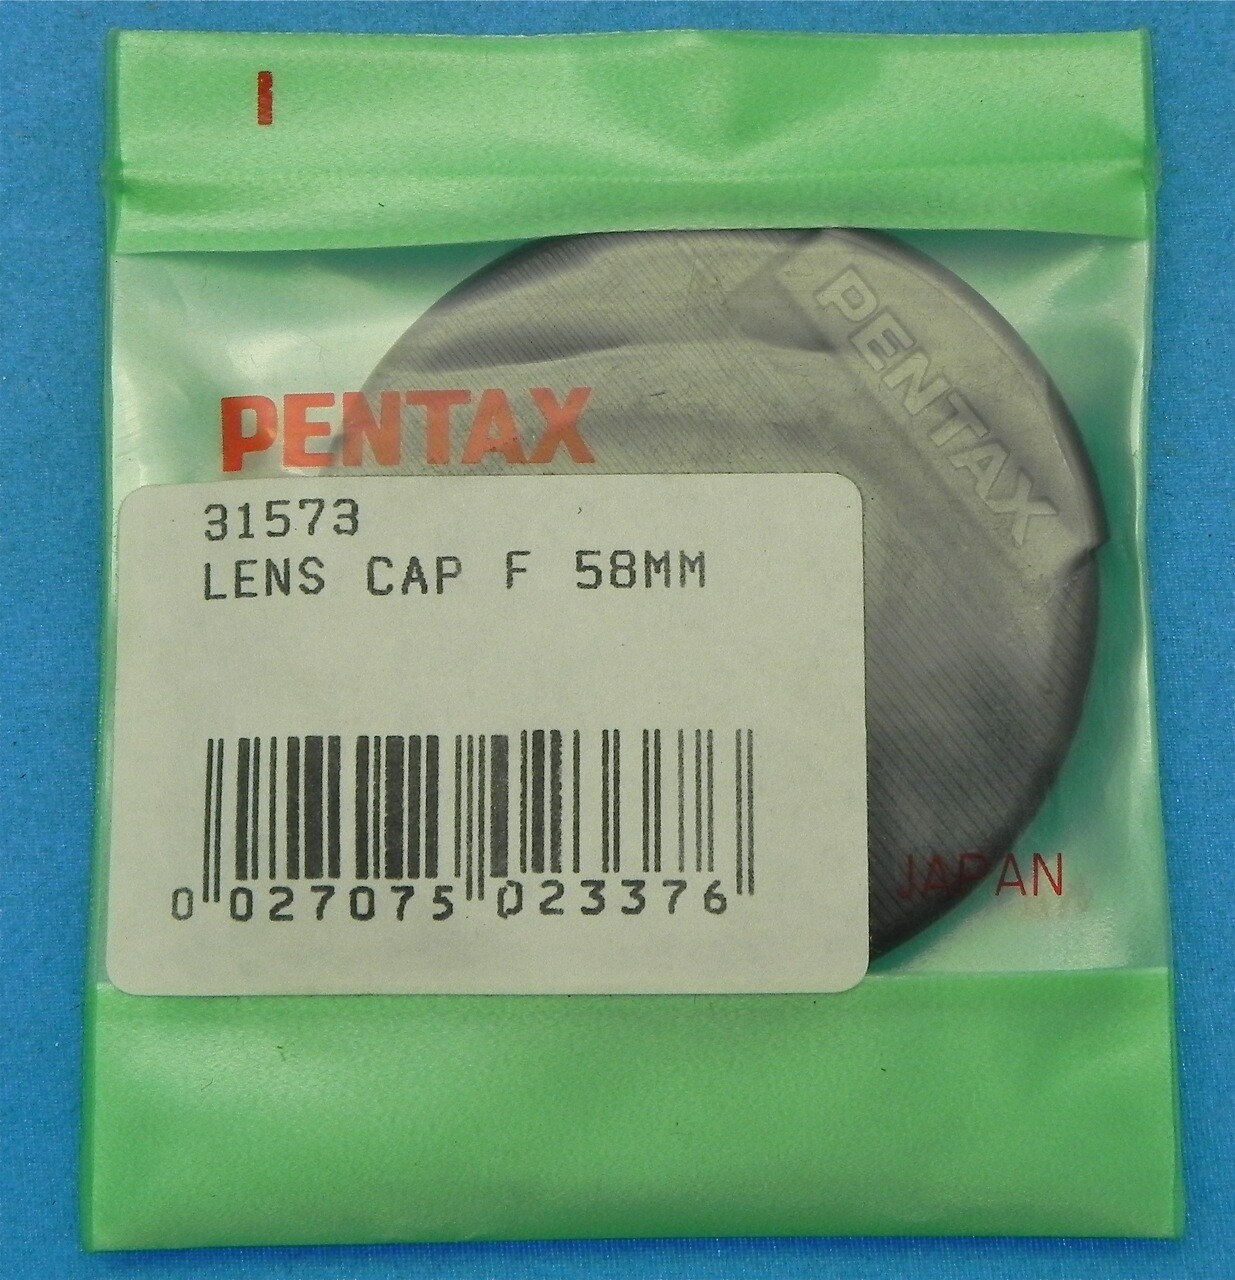 PENTAX
PENTAX
31573
LENS CAP F 58MM
0 027075 023376
JAPAN